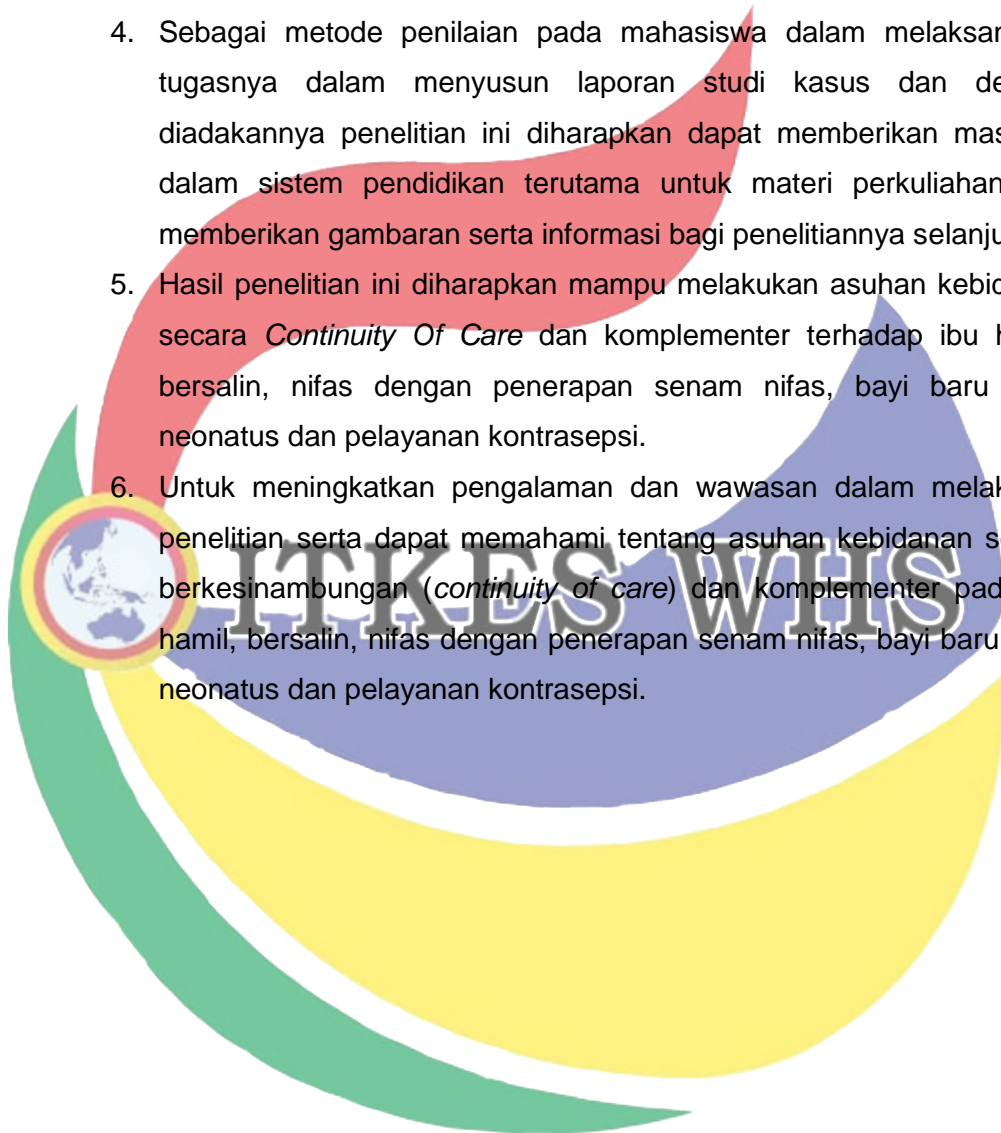 4. Sebagai metode penilaian pada mahasiswa dalam melaksan
tugasnya dalam menyusun laporan studi kasus dan de
diadakannya penelitian ini diharapkan dapat memberikan mas
dalam sistem pendidikan terutama untuk materi perkuliahan
memberikan gambaran serta informasi bagi penelitiannya selanju
5. Hasil penelitian ini diharapkan mampu melakukan asuhan kebid
secara Continuity Of Care dan komplementer terhadap ibu h
bersalin, nifas dengan penerapan senam nifas, bayi baru
neonatus dan pelayanan kontrasepsi.
6. Untuk meningkatkan pengalaman dan wawasan dalam melak
penelitian serta dapat memahami tentang asuhan kebidanan se
berkesinambungan (continuity of care) dan komplementer pad
hamil, bersalin, nifas dengan penerapan senam nifas, bayi baru
neonatus dan pelayanan kontrasepsi.
ITKES WHS